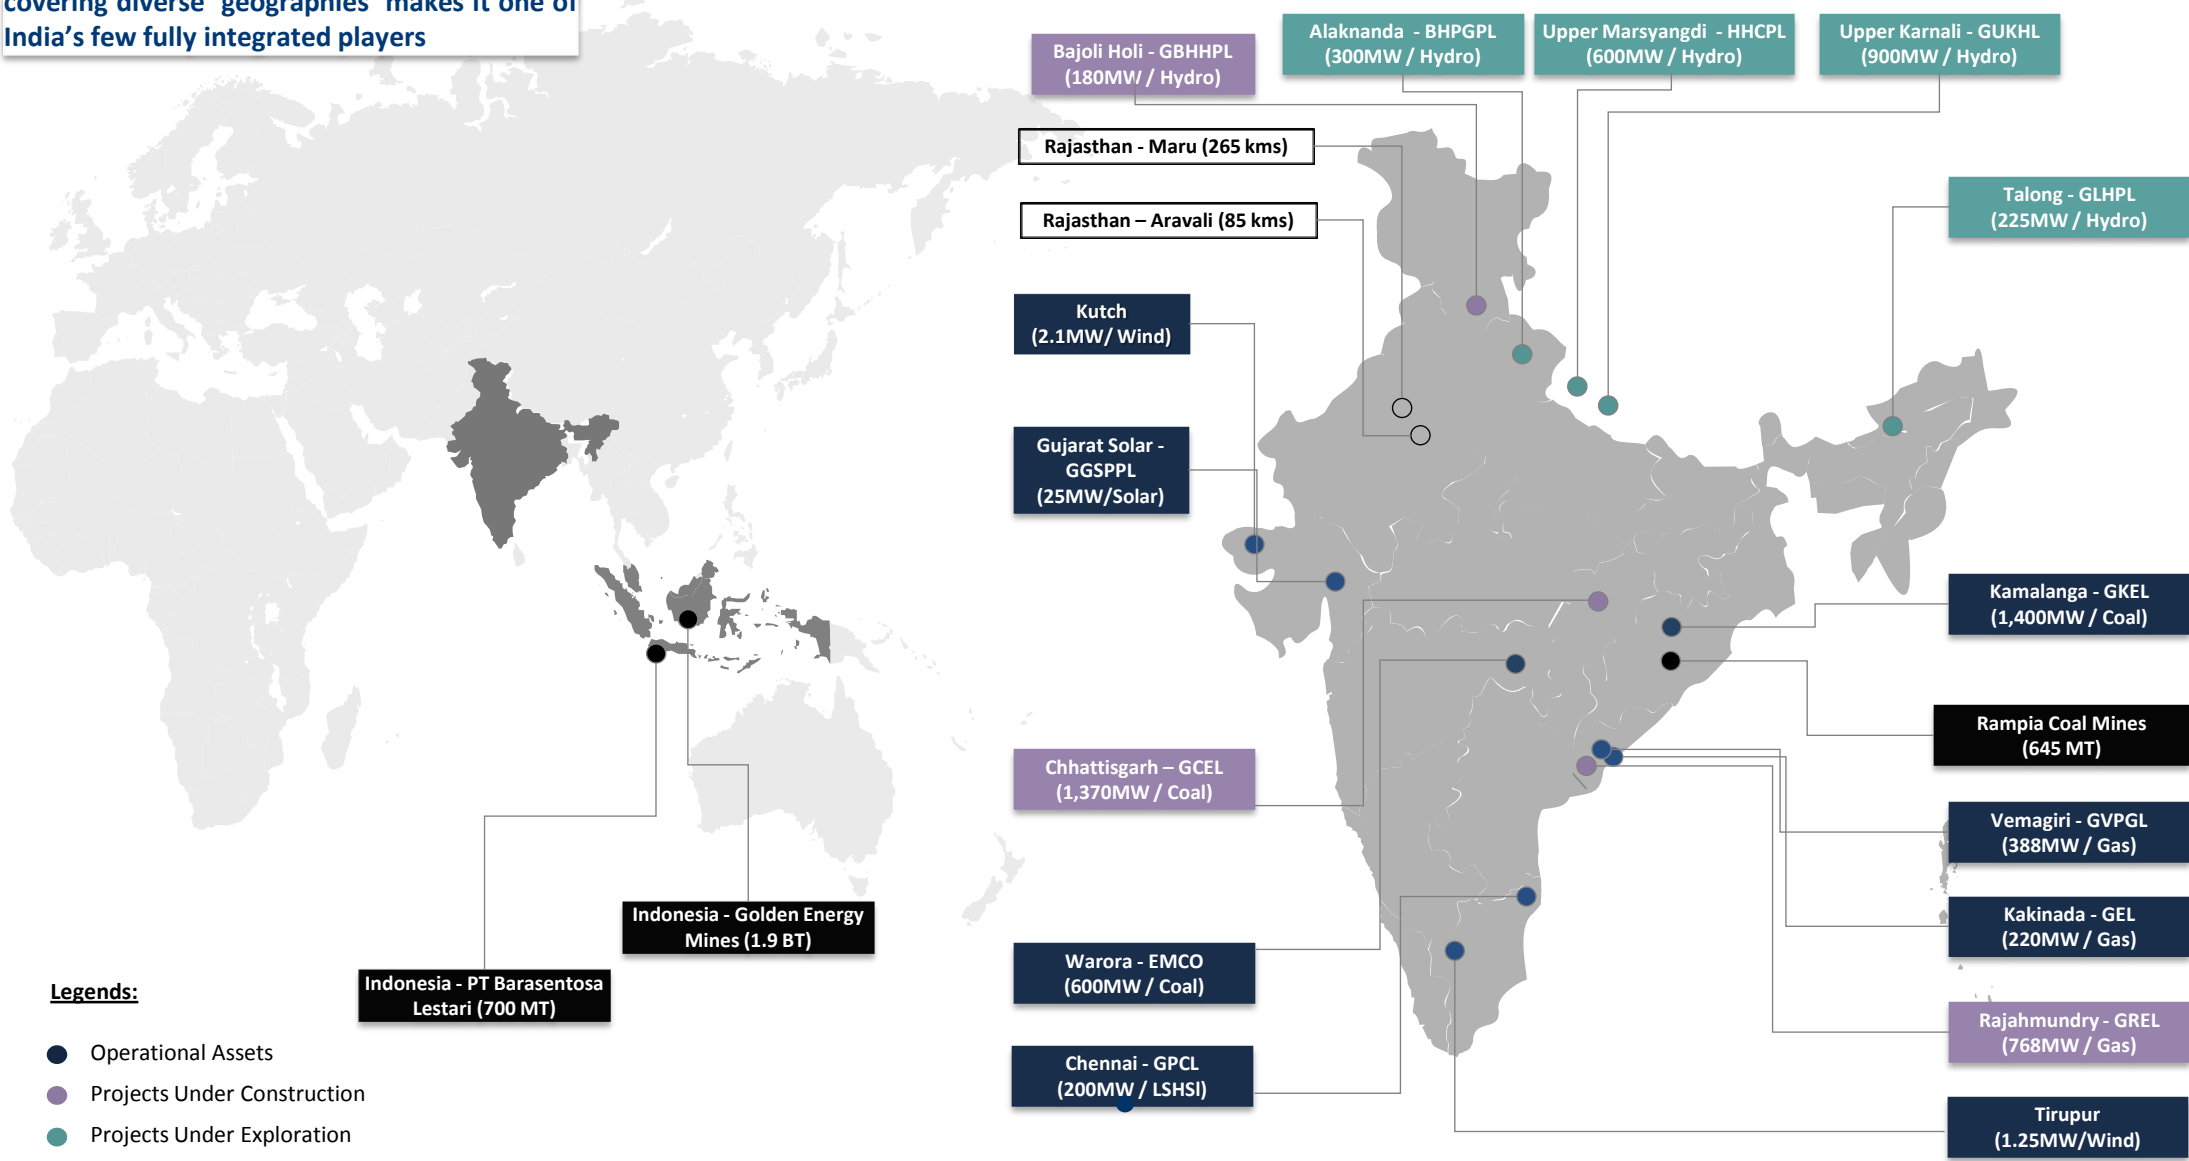 covering diverse geographies makes it one of
India's few fully integrated players
Bajoli Holi - GBHHPL
(180MW / Hydro)
Alaknanda - BHPGPL
(300MW / Hydro)
Upper Marsyangdi - HHCPL
(600MW / Hydro)
Upper Karnali - GUKHL
(900MW / Hydro)
Rajasthan - Maru (265 kms)
Rajasthan – Aravali (85 kms)
Talong - GLHPL
(225MW / Hydro)
Kutch
(2.1MW/ Wind)
Gujarat Solar -
GGSPPL
(25MW/Solar)
Kamalanga - GKEL
(1,400MW / Coal)
Rampia Coal Mines
(645 MT)
Chhattisgarh – GCEL
(1,370MW / Coal)
Vemagiri - GVPGL
(388MW / Gas)
Kakinada - GEL
(220MW / Gas)
Indonesia - Golden Energy
Mines (1.9 BT)
Warora - EMCO
(600MW / Coal)
Indonesia - PT Barasentosa
Lestari (700 MT)
Rajahmundry - GREL
(768MW / Gas)
Chennai - GPCL
(200MW / LSHSl)
Tirupur
(1.25MW/Wind)
Legends:
Operational Assets
Projects Under Construction
Projects Under Exploration